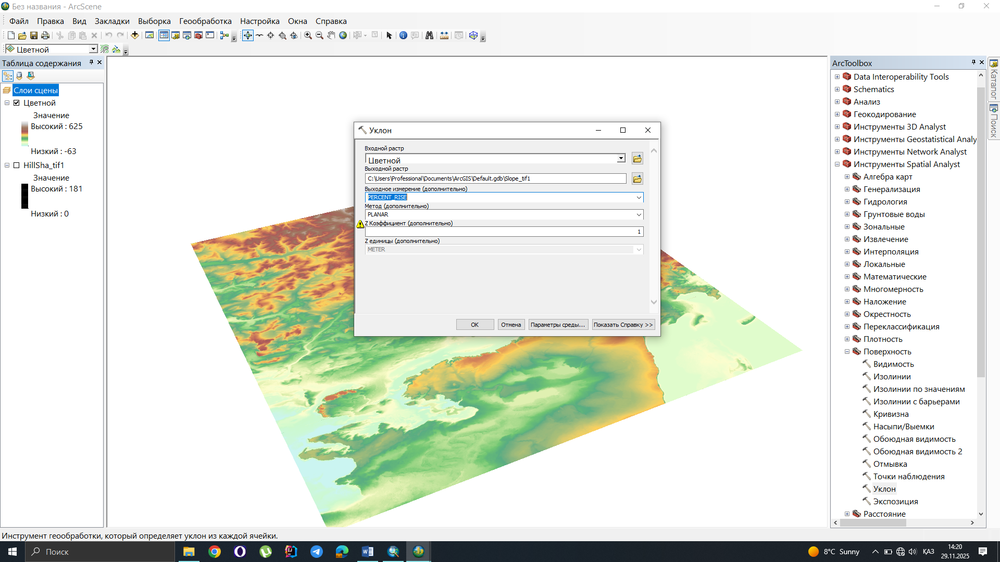 Без названия - ArcScene
Файл Правка Вид Закладки Выборка Геообработка Настройка Окна Справка
Цветной
Таблица содержания
Слои сцены
Цветной
Значение
Высокий : 625
Низкий : -63
HillSha_tif1
Значение
Высокий : 181
Низкий : 0
Уклон
Входной растр
Цветной
Выходной растр
C:\Users\Professional\Documents\ArcGIS\Default.gdb\Slope_tif1
Выходное измерение (дополнительно)
PERCENT_RISE
Метод (дополнительно)
PLANAR
Z Коэффициент (дополнительно)
1
Z единицы (дополнительно)
METER
OK Отмена Параметры среды... Показать Справку >>
ArcToolbox
Data Interoperability Tools
Schematics
Анализ
Геокодирование
Инструменты 3D Analyst
Инструменты Geostatistical Analy
Инструменты Network Analyst
Инструменты Spatial Analyst
Алгебра карт
Генерализация
Гидрология
Грунтовые воды
Зональные
Извлечение
Интерполяция
Локальные
Математические
Многомерность
Наложение
Окрестность
Переклассификация
Плотность
Поверхность
Видимость
Изолинии
Изолинии по значениям
Изолинии с барьерами
Кривизна
Насыпи/Выемки
Обоюдная видимость
Обоюдная видимость 2
Отмывка
Точки наблюдения
Уклон
Экспозиция
Расстояние
Каталог
Поиск
Инструмент геообработки, который определяет уклон из каждой ячейки.
Поиск
8°C Sunny
ҚАЗ
14:20
29.11.2025